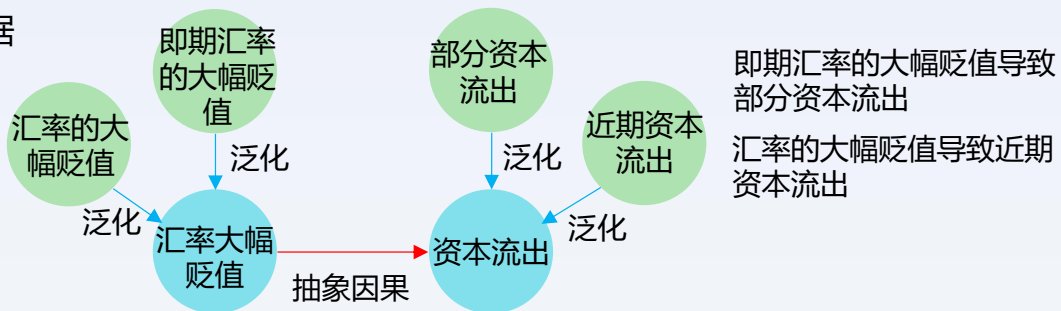 据
即期汇率
的大幅贬
值
部分资本
流出
即期汇率的大幅贬值导致
部分资本流出
汇率的大
幅贬值
近期资本
流出
汇率的大幅贬值导致近期
资本流出
泛化
泛化
泛化
泛化
汇率大幅
贬值
资本流出
抽象因果